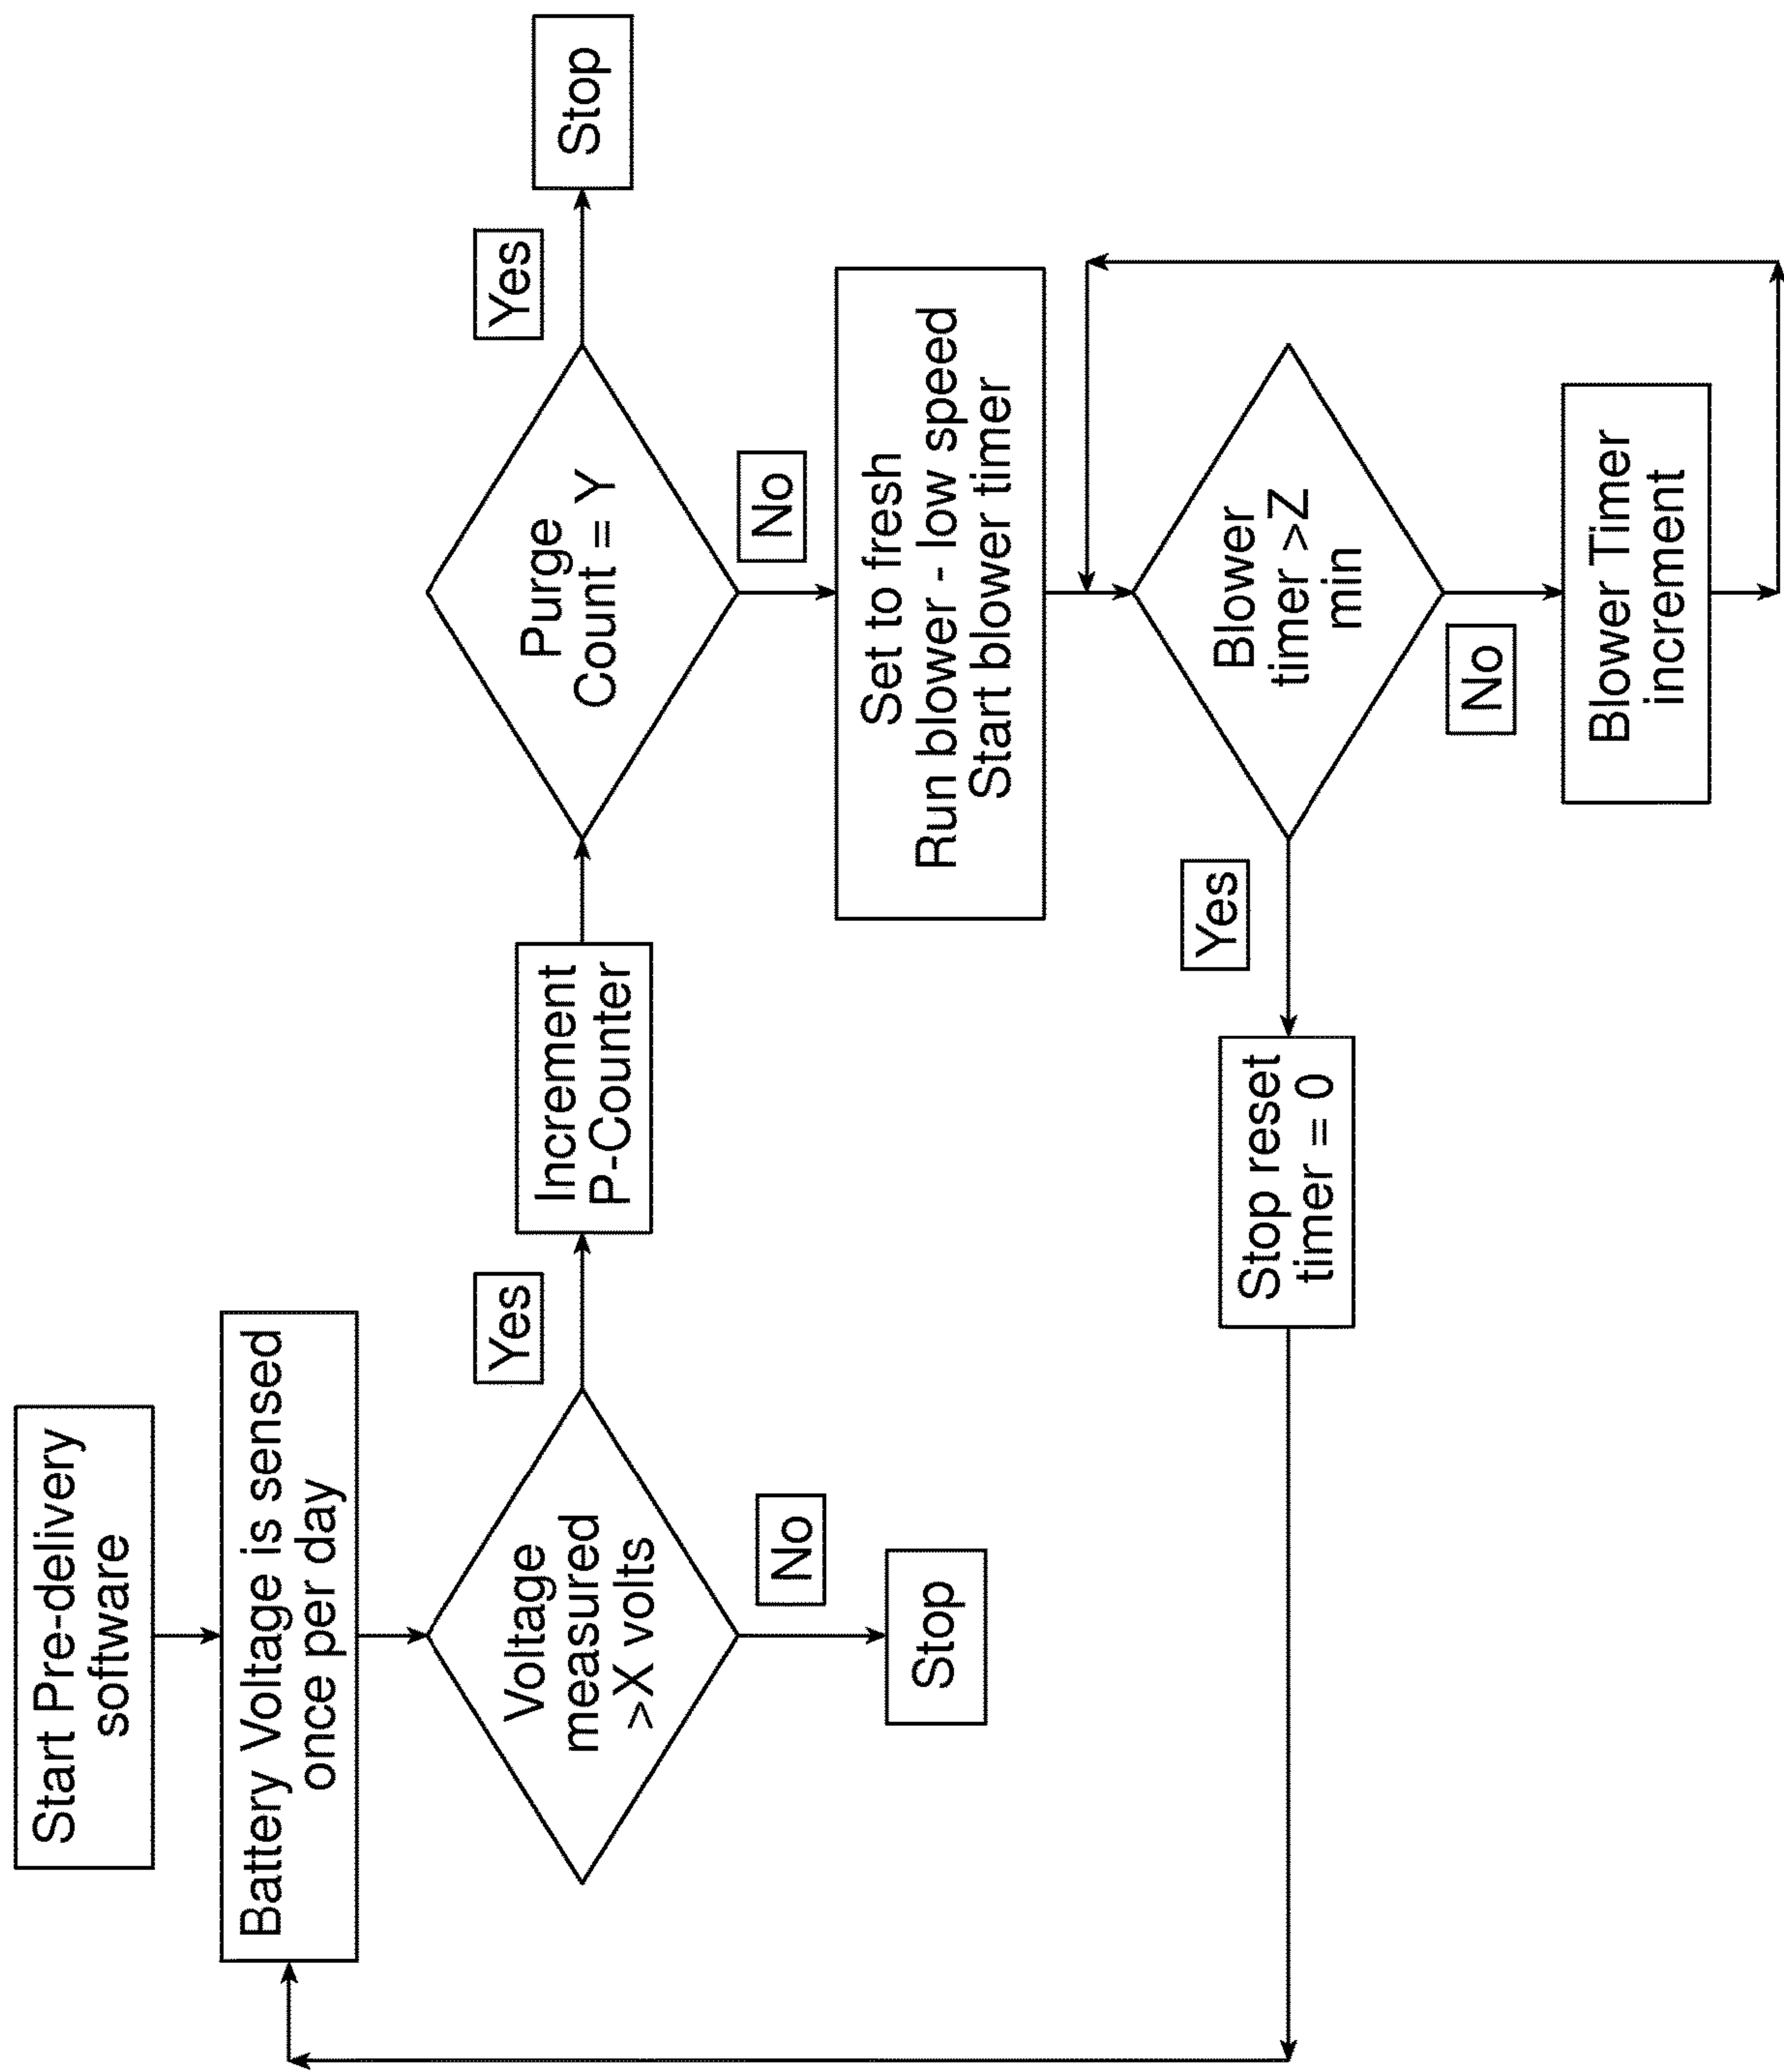 Start Pre-delivery
software
Battery Voltage is sensed
once per day
Voltage
measured
>X volts
No
Stop
Yes
Increment
P-Counter
Purge
Count = Y
Yes
Stop
No
Set to fresh
Run blower - low speed
Start blower timer
Blower
timer >Z
min
No
Blower Timer
increment
Yes
Stop reset
timer = 0